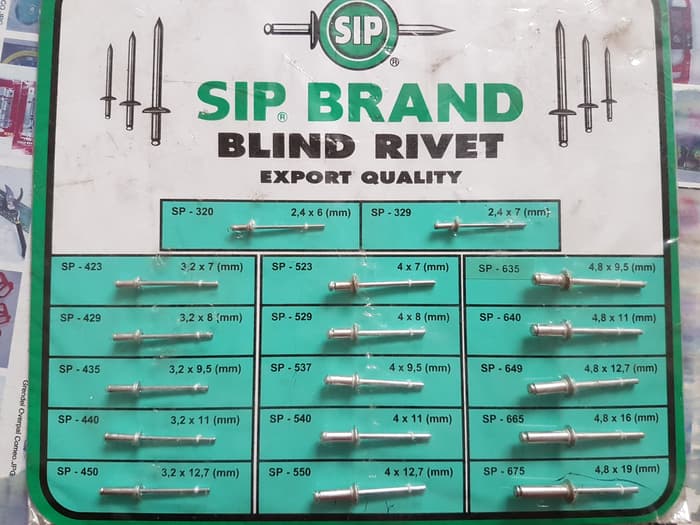 SIP
®
SIP® BRAND
BLIND RIVET
EXPORT QUALITY
SP - 320 2,4 x 6 (mm) SP - 329 2,4 x 7 (mm)
SP - 423 3,2 x 7 (mm) SP - 523 4 x 7 (mm) SP - 635 4,8 x 9,5 (mm)
SP - 429 3,2 x 8 (mm) SP - 529 4 x 8 (mm) SP - 640 4,8 x 11 (mm)
SP - 435 3,2 x 9,5 (mm) SP - 537 4 x 9,5 (mm) SP - 649 4,8 x 12,7 (mm)
SP - 440 3,2 x 11 (mm) SP - 540 4 x 11 (mm) SP - 665 4,8 x 16 (mm)
SP - 450 3,2 x 12,7 (mm) SP - 550 4 x 12,7 (mm) SP - 675 4,8 x 19 (mm)